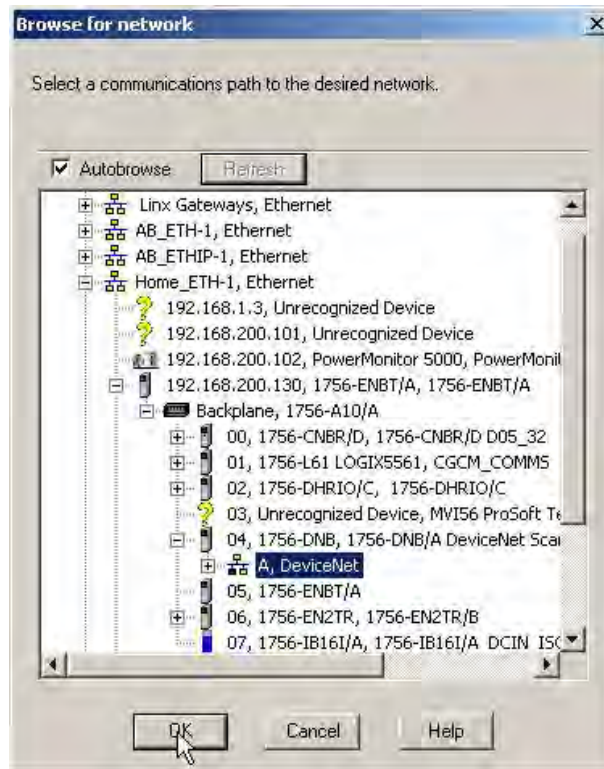 Browse for network
Select a communications path to the desired network.
Autobrowse Refresh
Linx Gateways, Ethernet
AB_ETH-1, Ethernet
AB_ETHIP-1, Ethernet
Home_ETH-1, Ethernet
192.168.1.3, Unrecognized Device
192.168.200.101, Unrecognized Device
192.168.200.102, PowerMonitor 5000, PowerMonit
192.168.200.130, 1756-ENBT/A, 1756-ENBT/A
Backplane, 1756-A10/A
00, 1756-CNBR/D, 1756-CNBR/D D05_32
01, 1756-L61 LOGIX5561, CGCM_COMMS
02, 1756-DHRIO/C, 1756-DHRIO/C
03, Unrecognized Device, MVI56 ProSoft Te
04, 1756-DNB, 1756-DNB/A DeviceNet Scan
A, DeviceNet
05, 1756-ENBT/A
06, 1756-EN2TR, 1756-EN2TR/B
07, 1756-IB16I/A, 1756-IB16I/A DCIN ISO
OK Cancel Help